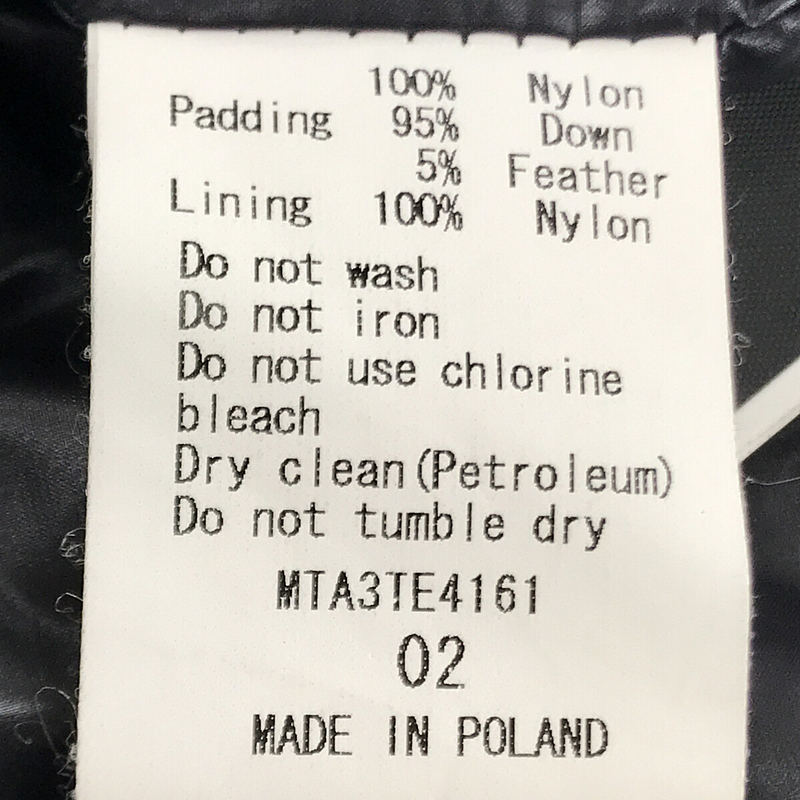 100% Nylon
Padding 95% Down
5% Feather
Lining 100% Nylon
Do not wash
Do not iron
Do not use chlorine
bleach
Dry clean(Petroleum)
Do not tumble dry
MTA3TE4161
02
MADE IN POLAND